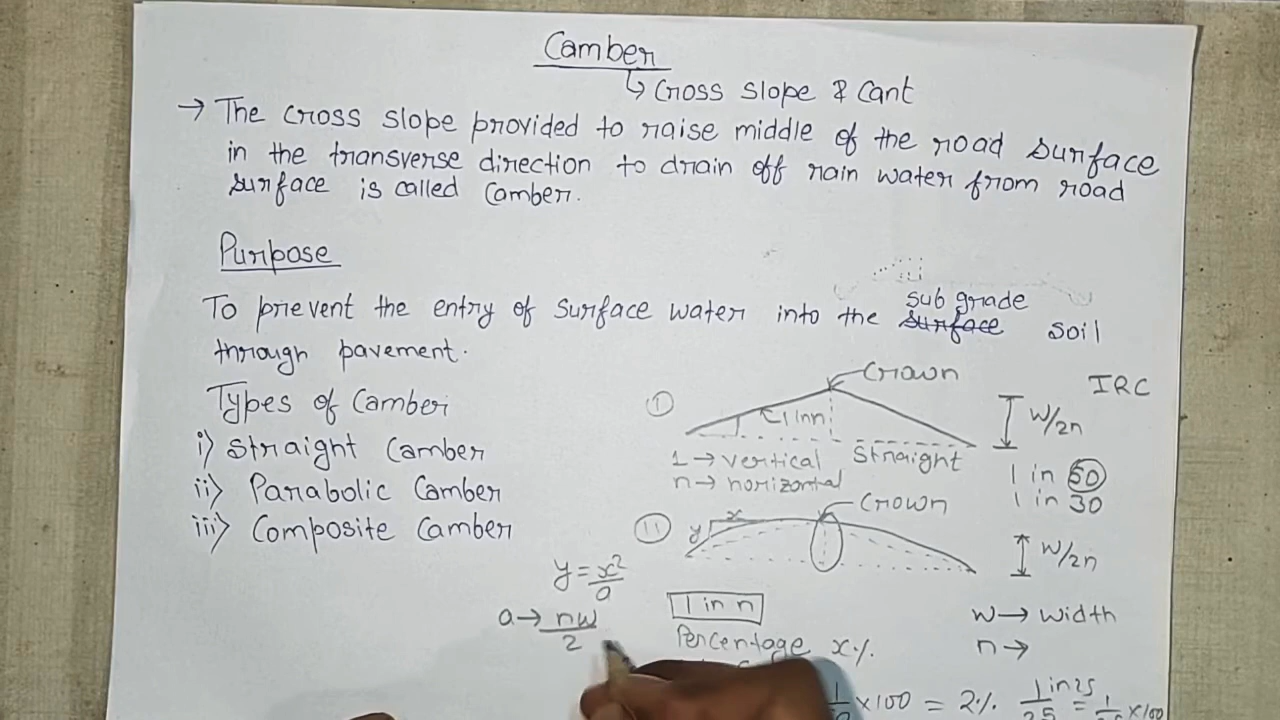 Camber
↳ Cross slope & Cant
→ The cross slope provided to raise middle of the road surface
in the transverse direction to drain off rain water from road
surface is called Camber.
Purpose
To prevent the entry of surface water into the surface sub grade soil
through pavement.
Types of Camber
i) Straight Camber
ii) Parabolic Camber
iii) Composite Camber
y = x²/a
a → nw/2
IRC
I
Crown
1 in n
W/2n
1 → vertical
n → horizontal
Straight
1 in 50
1 in 30
II
Crown
x
y
W/2n
1 in n
W → Width
n →
Percentage x%
×100 = 2%
1 in 25
1/25 =
×100